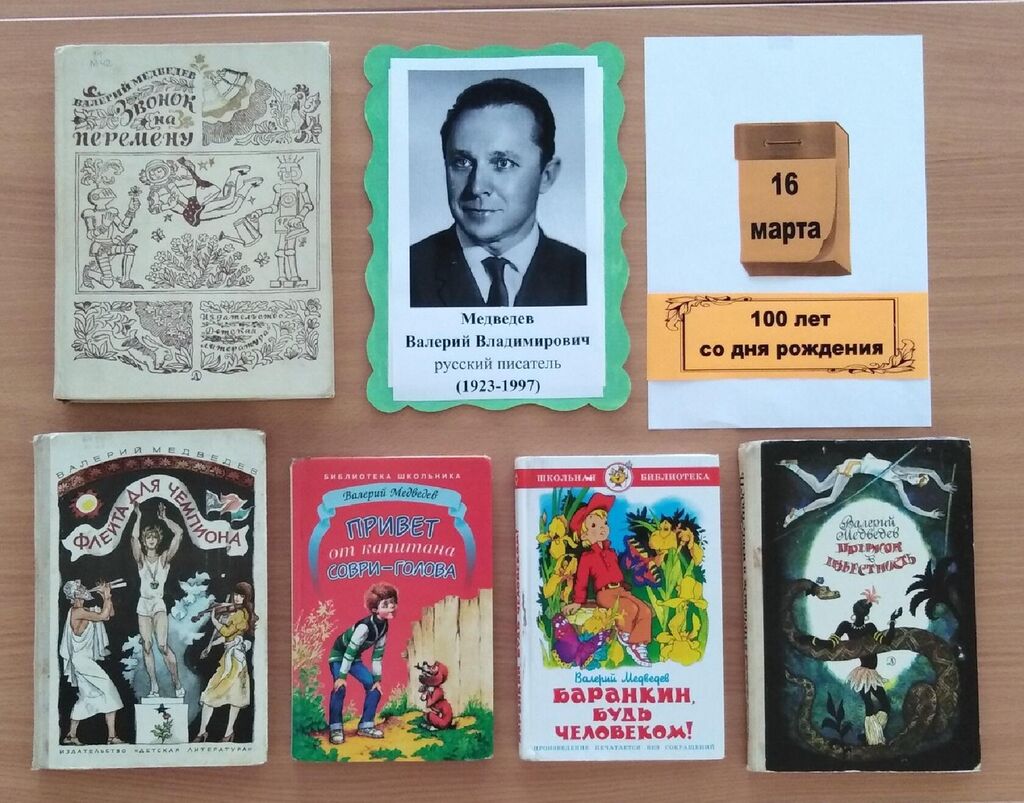 М42
ВАЛЕРИЙ МЕДВЕДЕВ
ЗВОНОК
на
перемену
Издательство
Детская
литература
Медведев
Валерий Владимирович
русский писатель
(1923-1997)
16
марта
100 лет
со дня рождения
ВАЛЕРИЙ МЕДВЕДЕВ
ФЛЕЙТА ДЛЯ ЧЕМПИОНА
ИЗДАТЕЛЬСТВО «ДЕТСКАЯ ЛИТЕРАТУРА»
БИБЛИОТЕКА ШКОЛЬНИКА
Валерий Медведев
ПРИВЕТ
от капитана
СОВРИ-ГОЛОВА
ШКОЛЬНАЯ БИБЛИОТЕКА
Валерий Медведев
БАРАНКИН,
БУДЬ
ЧЕЛОВЕКОМ!
ПРОИЗВЕДЕНИЕ ПЕЧАТАЕТСЯ БЕЗ СОКРАЩЕНИЙ
Валерий
Медведев
ПРЫЖОК
В
ИЗВЕСТНОСТЬ